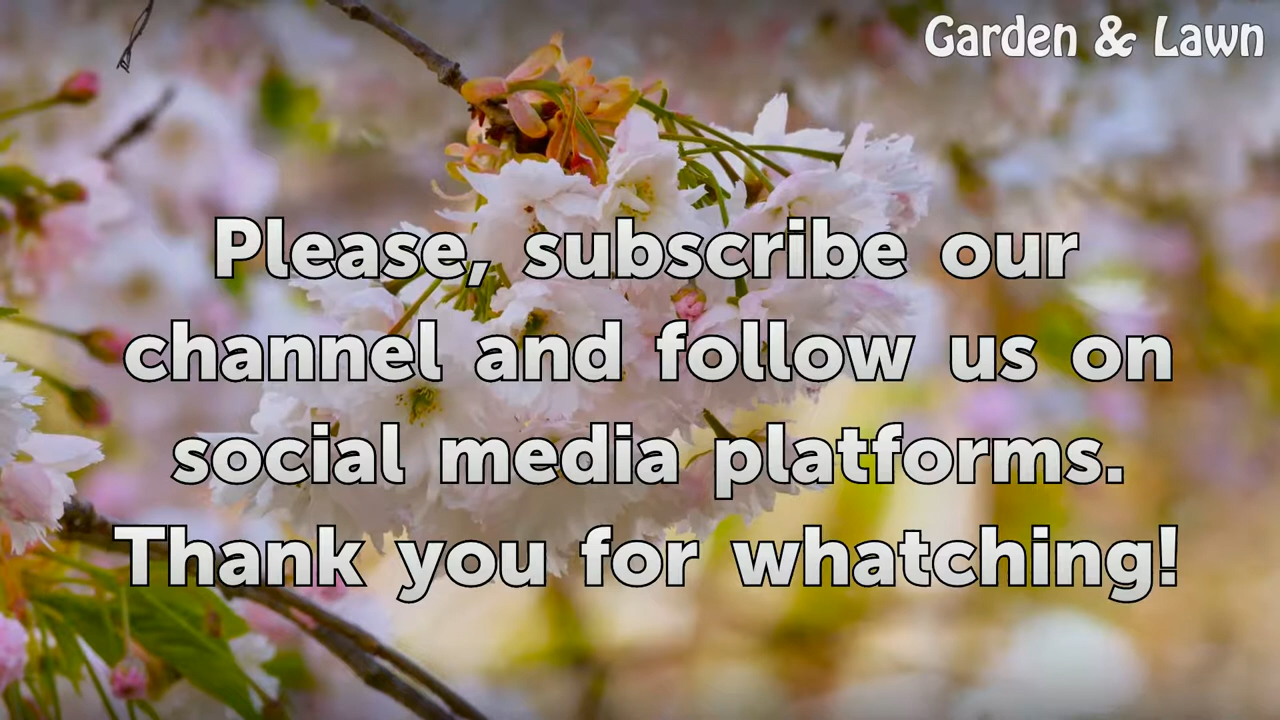 Garden & Lawn
Please, subscribe our
channel and follow us on
social media platforms.
Thank you for whatching!